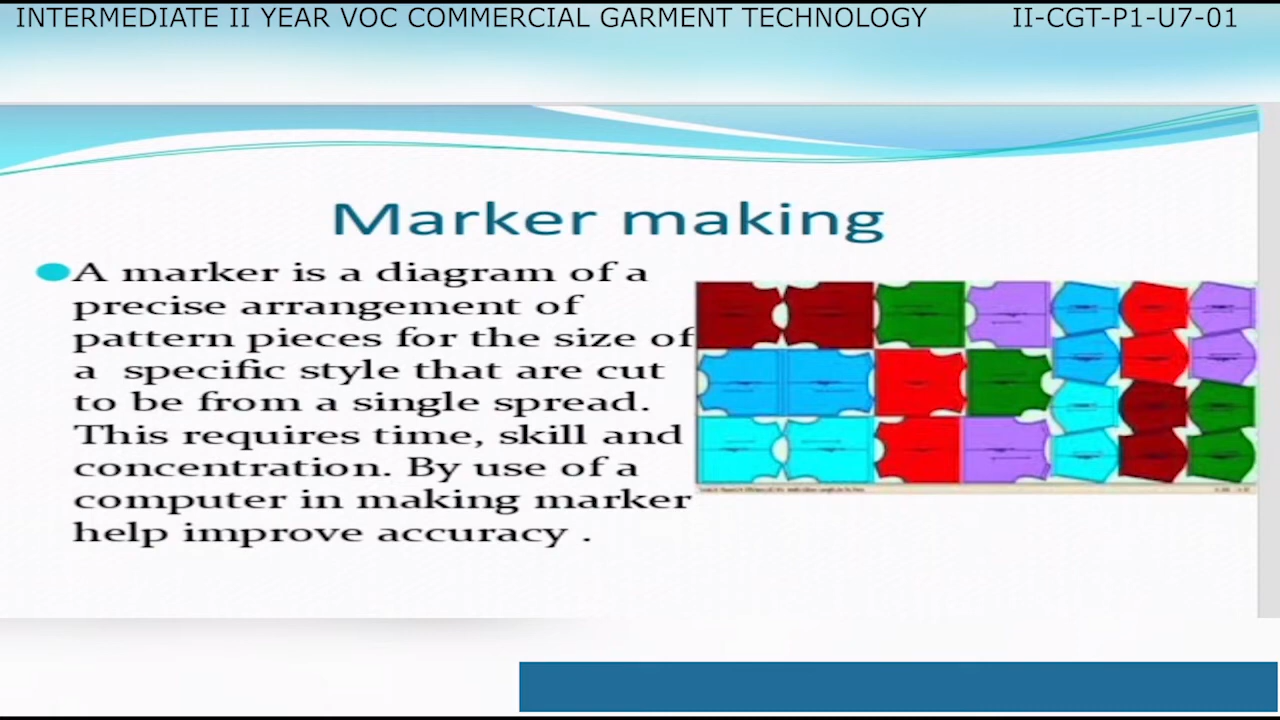 INTERMEDIATE II YEAR VOC COMMERCIAL GARMENT TECHNOLOGY II-CGT-P1-U7-01
Marker making
A marker is a diagram of a
precise arrangement of
pattern pieces for the size of
a specific style that are cut
to be from a single spread.
This requires time, skill and
concentration. By use of a
computer in making marker
help improve accuracy .